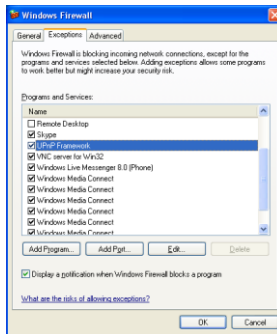 Windows Firewall
General Exceptions Advanced
Windows Firewall is blocking incoming network connections, except for the
programs and services selected below. Adding exceptions allows some programs
to work better but might increase your security risk.
Programs and Services:
Name
Remote Desktop
Skype
UPnP Framework
VNC server for Win32
Windows Live Messenger 8.0 (Phone)
Windows Media Connect
Windows Media Connect
Windows Media Connect
Windows Media Connect
Windows Media Connect
Windows Media Connect
Add Program... Add Port... Edit... Delete
Display a notification when Windows Firewall blocks a program
What are the risks of allowing exceptions?
OK Cancel